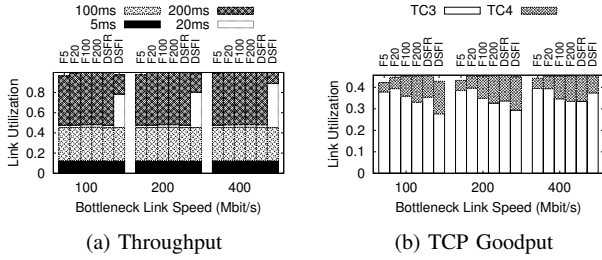 100ms 200ms
5ms 20ms
F5 F20 F100 F200 DSFR DSFI F5 F20 F100 F200 DSFR DSFI F5 F20 F100 F200 DSFR DSFI
Link Utilization
0.8
0.6
0.4
0.2
0
100 200 400
Bottleneck Link Speed (Mbit/s)
(a) Throughput
TC3 TC4
F5 F20 F100 F200 DSFR DSFI F5 F20 F100 F200 DSFR DSFI F5 F20 F100 F200 DSFR DSFI
Link Utilization
0.4
0.3
0.2
0.1
0
100 200 400
Bottleneck Link Speed (Mbit/s)
(b) TCP Goodput